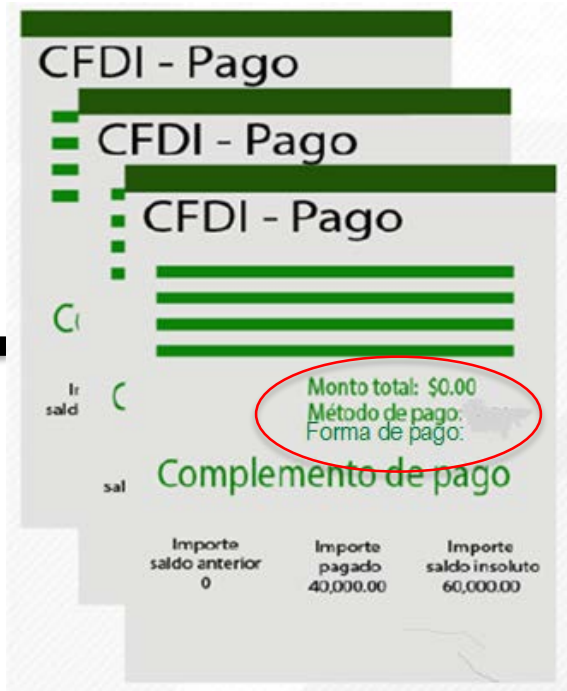 CFDI - Pago
CFDI - Pago
CFDI - Pago
Monto total: $0.00
Método de pago:
Forma de pago:
Complemento de pago
Importe saldo anterior 0
Importe pagado 40,000.00
Importe saldo insoluto 60,000.00